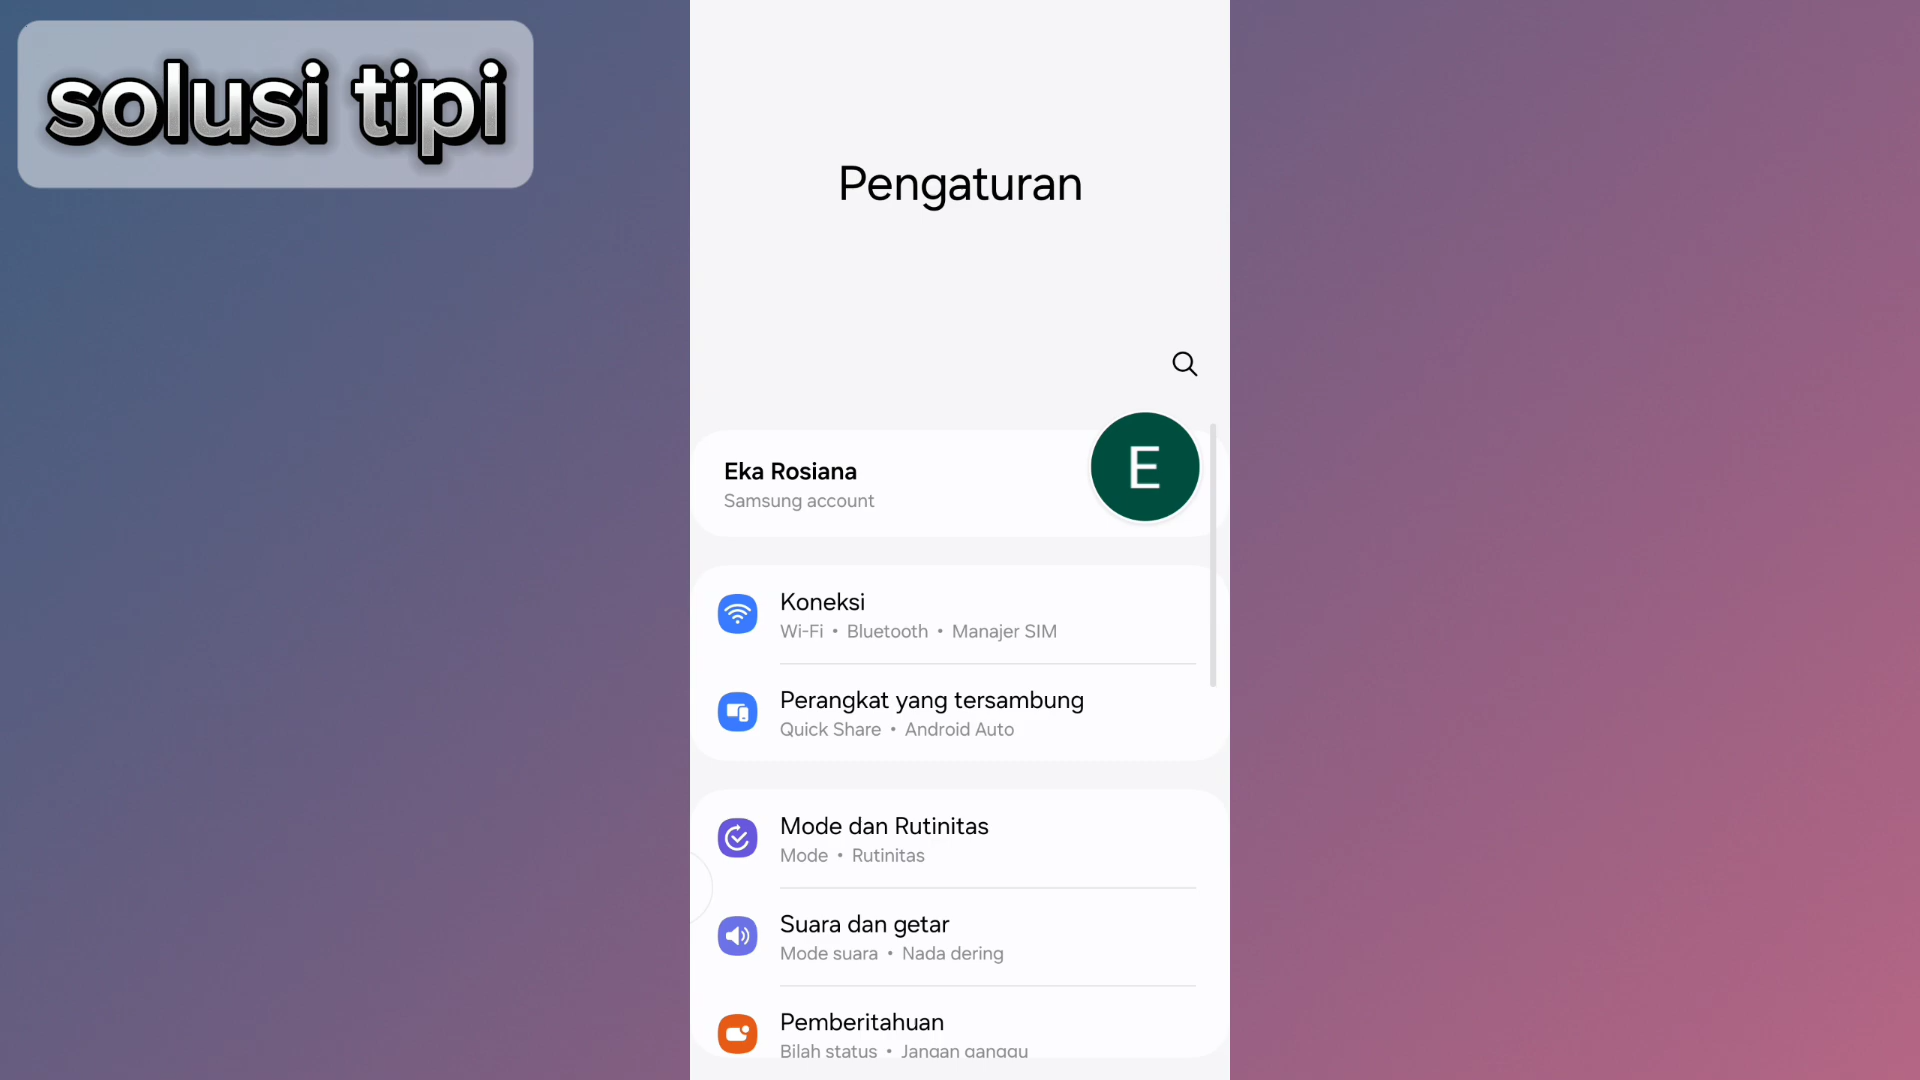 solusi tipi
Pengaturan
Eka Rosiana
Samsung account
E
Koneksi
Wi-Fi • Bluetooth • Manajer SIM
Perangkat yang tersambung
Quick Share • Android Auto
Mode dan Rutinitas
Mode • Rutinitas
Suara dan getar
Mode suara • Nada dering
Pemberitahuan
Bilah status • Jangan ganggu